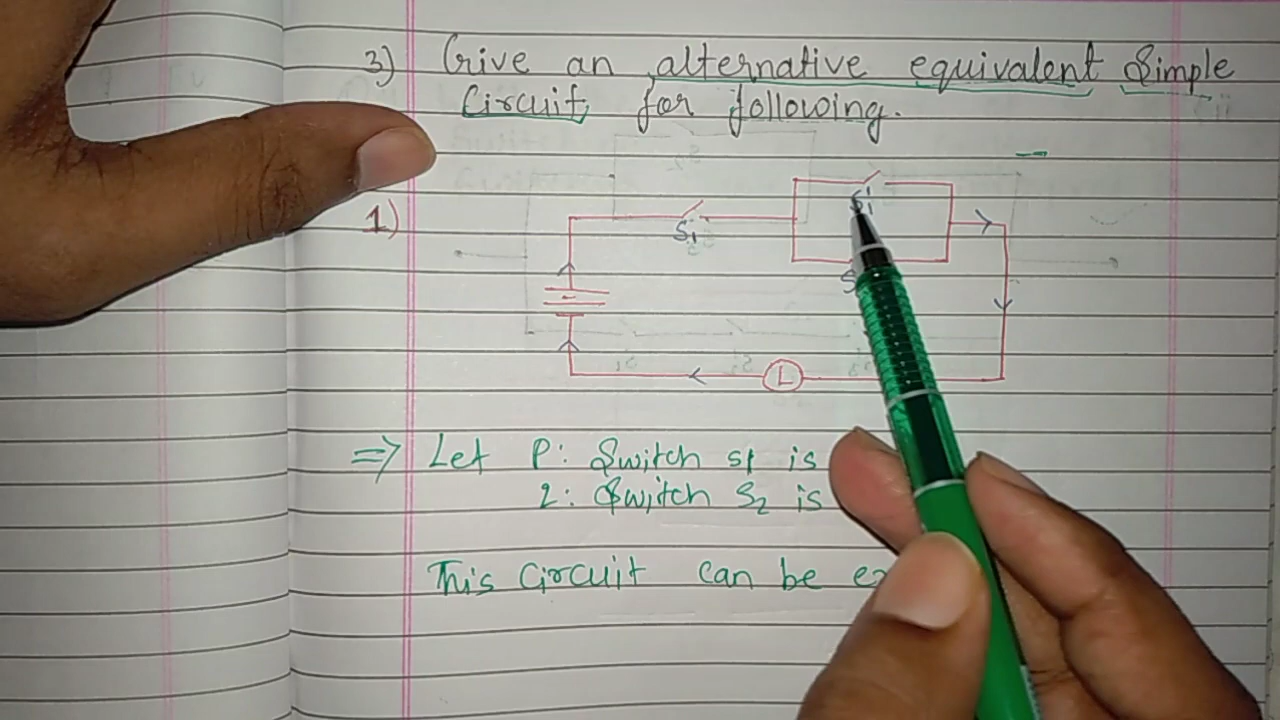 3) Give an alternative equivalent Simple
Circuit, for following.
1)
S₁
S₁'
S
L
⇒ Let P: Switch s1 is
2: Switch S₂ is
This Circuit can be